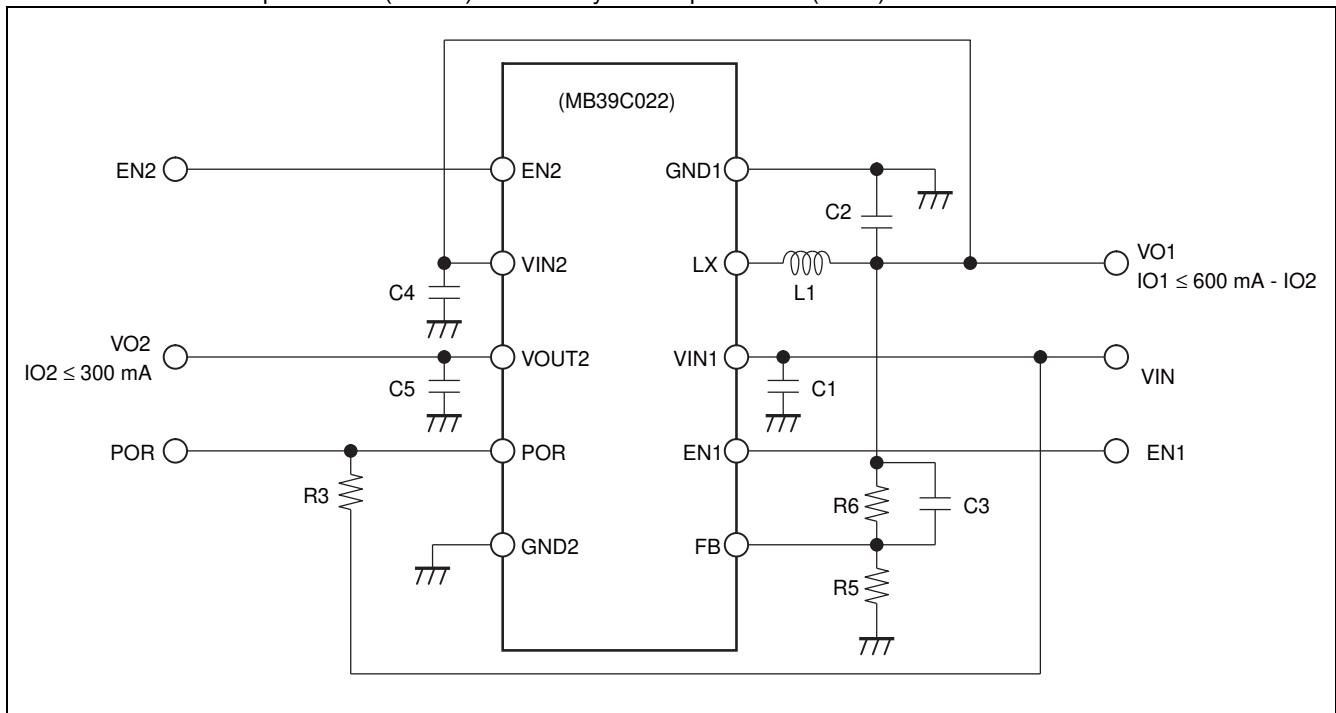 (MB39C022)
EN2
EN2
GND1
C2
VIN2
LX
L1
VO1
IO1 ≤ 600 mA - IO2
C4
VO2
IO2 ≤ 300 mA
VOUT2
VIN1
VIN
C5
C1
POR
POR
EN1
EN1
R3
R6
C3
GND2
FB
R5